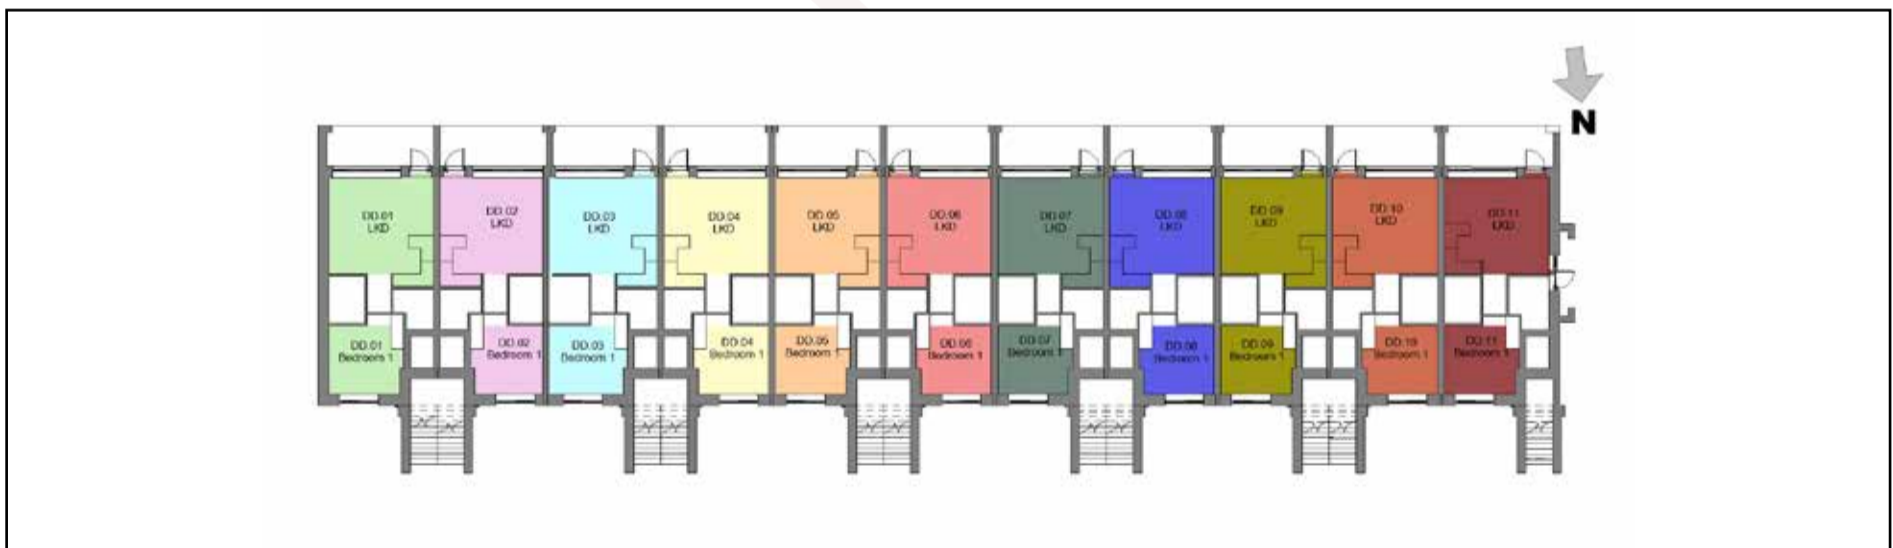 N
DD.01
LKD
DD.02
LKD
DD.03
LKD
DD.04
LKD
DD.05
LKD
DD.06
LKD
DD.07
LKD
DD.08
LKD
DD.09
LKD
DD.10
LKD
DD.11
LKD
DD.01
Bedroom 1
DD.02
Bedroom 1
DD.03
Bedroom 1
DD.04
Bedroom 1
DD.05
Bedroom 1
DD.06
Bedroom 1
DD.07
Bedroom 1
DD.08
Bedroom 1
DD.09
Bedroom 1
DD.10
Bedroom 1
DD.11
Bedroom 1